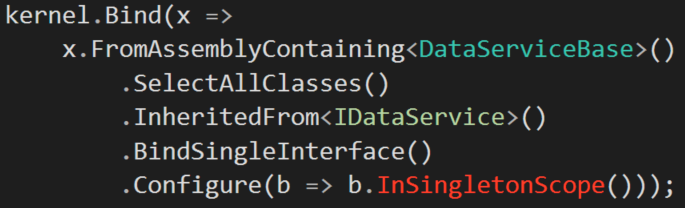 kernel.Bind(x =>
x.FromAssemblyContaining<DataServiceBase>()
.SelectAllClasses()
.InheritedFrom<IDataService>()
.BindSingleInterface()
.Configure(b => b.InSingletonScope()));